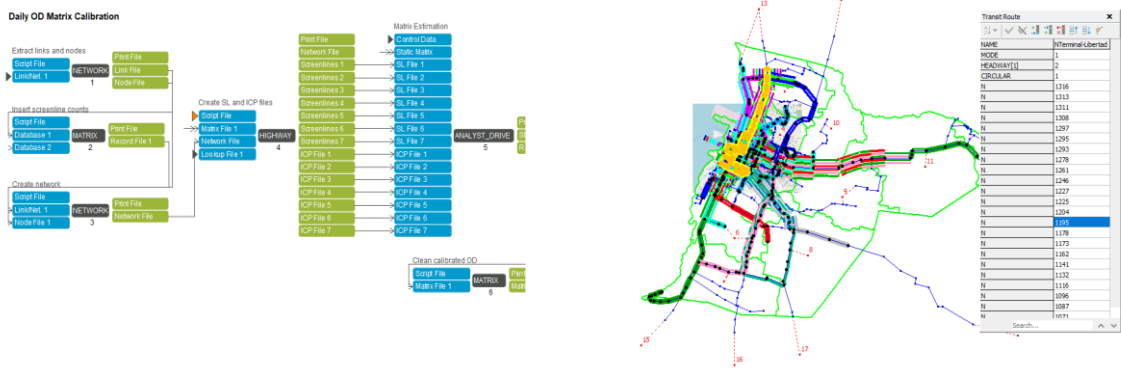 Daily OD Matrix Calibration
Extract links and nodes
Script File
Link/Net. 1
NETWORK
1
Print File
Link File
Node File
Insert screenline counts
Script File
Database 1
Database 2
MATRIX
2
Print File
Record File 1
Create network
Script File
Link/Net. 1
Node File 1
NETWORK
3
Print File
Network File
Create SL and ICP files
Script File
Matrix File 1
Network File
Lookup File 1
HIGHWAY
4
Print File
Network File
Screenlines 1
Screenlines 2
Screenlines 3
Screenlines 4
Screenlines 5
Screenlines 6
Screenlines 7
ICP File 1
ICP File 2
ICP File 3
ICP File 4
ICP File 5
ICP File 6
ICP File 7
Matrix Estimation
Control Data
Static Matrix
SL File 1
SL File 2
SL File 3
SL File 4
SL File 5
SL File 6
SL File 7
ICP File 1
ICP File 2
ICP File 3
ICP File 4
ICP File 5
ICP File 6
ICP File 7
ANALYST_DRIVE
5
Clean calibrated OD
Script File
Matrix File 1
MATRIX
6
Print
13
10
11
9
6
8
15
16
17
Transit Route
NAME NTerminal-Libertad
MODE 1
HEADWAY[1] 2
CIRCULAR 1
N 1316
N 1313
N 1311
N 1308
N 1297
N 1295
N 1293
N 1278
N 1261
N 1246
N 1227
N 1225
N 1204
N 1195
N 1178
N 1173
N 1162
N 1141
N 1132
N 1116
N 1096
N 1087
N 1071
Search...